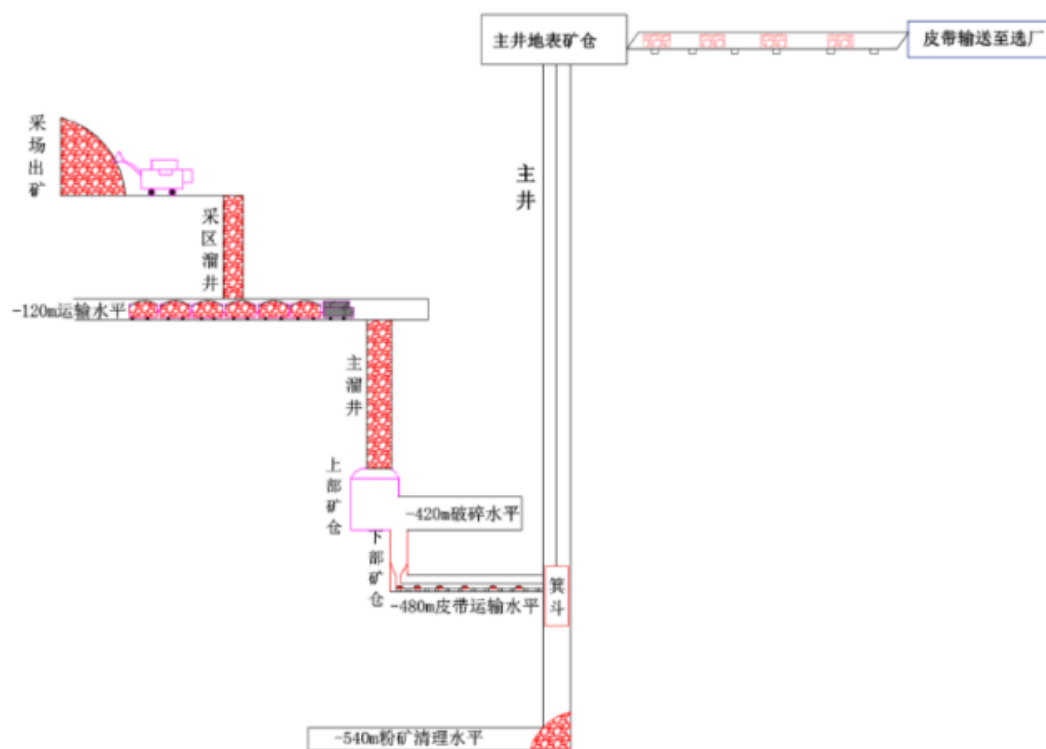 主井地表矿仓
皮带输送至选厂
采场出矿
主井
采区溜井
-120m运输水平
主溜井
上部矿仓
-420m破碎水平
下部矿仓
箕斗
-480m皮带运输水平
-540m粉矿清理水平